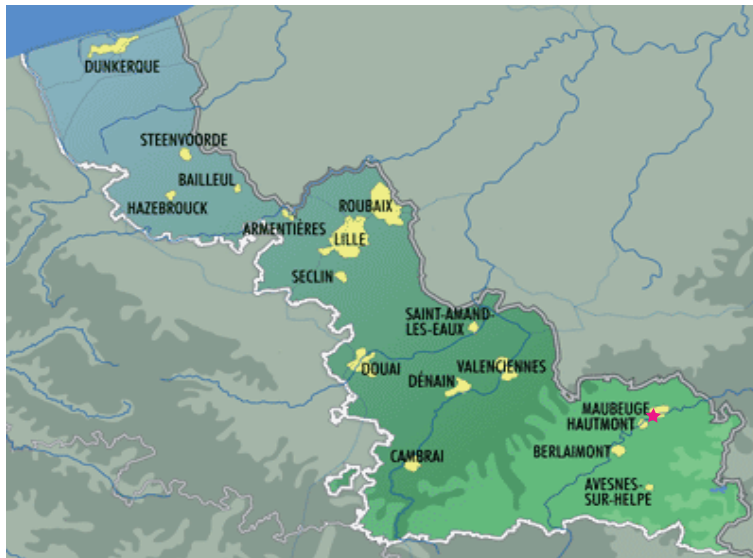 DUNKERQUE
STEENVOORDE
BAILLEUL
HAZEBROUCK
ARMENTIÈRES
ROUBAIX
LILLE
SECLIN
SAINT-AMAND-
LES-EAUX
DOUAI
VALENCIENNES
DÉNAIN
MAUBEUGE
HAUTMONT
CAMBRAI
BERLAIMONT
AVESNES-
SUR-HELPE